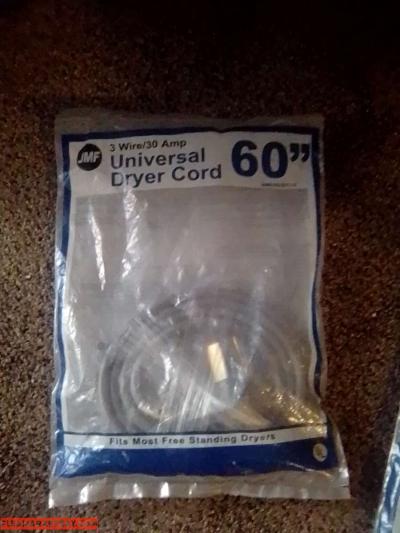 JMF
3 Wire/30 Amp
Universal
Dryer Cord
60”
Fits Most Free Standing Dryers